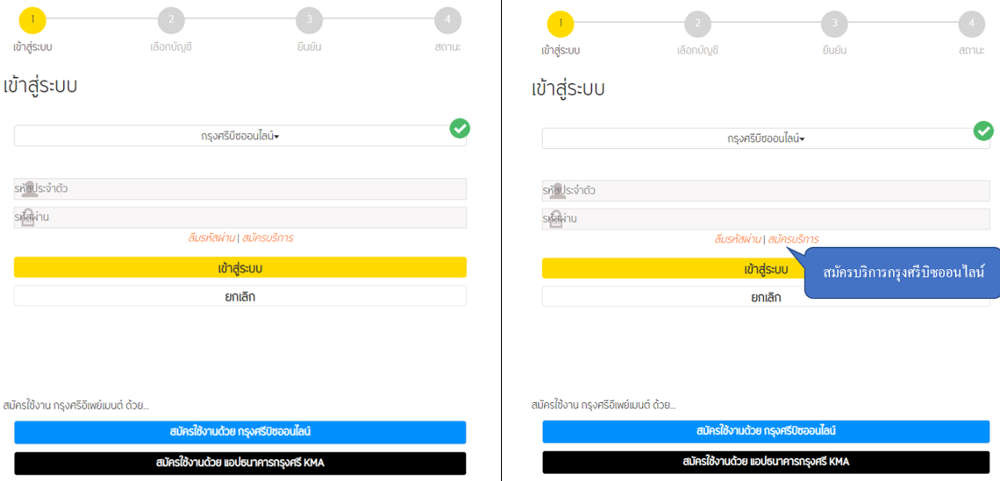 1 2 3 4
เข้าสู่ระบบ เลือกบัญชี ยืนยัน สถานะ
เข้าสู่ระบบ
กรุงศรีบิซออนไลน์
รหัสประจำตัว
รหัสผ่าน
ลืมรหัสผ่าน | สมัครบริการ
เข้าสู่ระบบ
ยกเลิก
สมัครใช้งาน กรุงศรีอีเพย์เมนต์ ด้วย...
สมัครใช้งานด้วย กรุงศรีบิซออนไลน์
สมัครใช้งานด้วย แอปธนาคารกรุงศรี KMA
1 2 3 4
เข้าสู่ระบบ เลือกบัญชี ยืนยัน สถานะ
เข้าสู่ระบบ
กรุงศรีบิซออนไลน์
รหัสประจำตัว
รหัสผ่าน
ลืมรหัสผ่าน | สมัครบริการ
เข้าสู่ระบบ
สมัครบริการกรุงศรีบิซออนไลน์
ยกเลิก
สมัครใช้งาน กรุงศรีอีเพย์เมนต์ ด้วย...
สมัครใช้งานด้วย กรุงศรีบิซออนไลน์
สมัครใช้งานด้วย แอปธนาคารกรุงศรี KMA